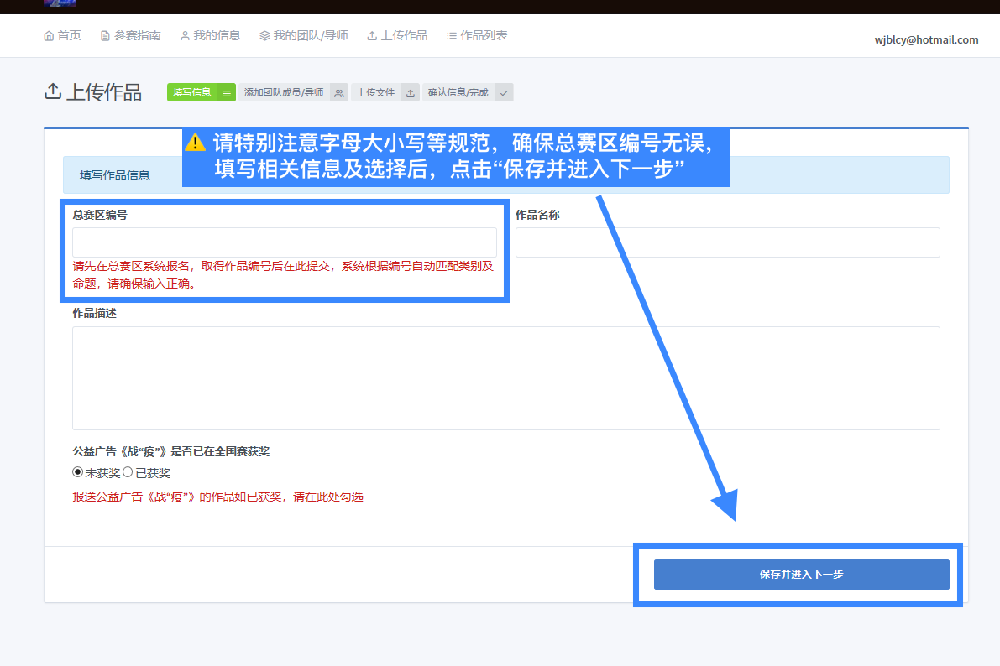 首页 参赛指南 我的信息 我的团队/导师 上传作品 作品列表
wjblcy@hotmail.com
上传作品 填写信息 添加团队成员/导师 上传文件 确认信息/完成
请特别注意字母大小写等规范，确保总赛区编号无误，
填写相关信息及选择后，点击“保存并进入下一步”
填写作品信息
总赛区编号 作品名称
请先在总赛区系统报名，取得作品编号后在此提交，系统根据编号自动匹配类别及
命题，请确保输入正确。
作品描述
公益广告《战“疫”》是否已在全国赛获奖
未获奖 已获奖
报送公益广告《战“疫”》的作品如已获奖，请在此处勾选
保存并进入下一步